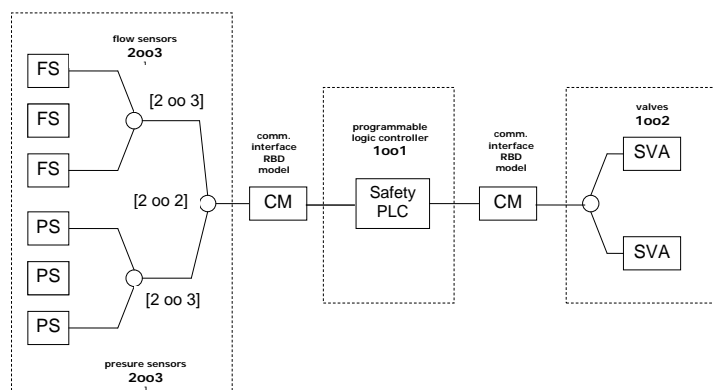 flow sensors
2oo3
1
FS
[2 oo 3]
FS
FS
comm.
interface
RBD
model
programmable
logic controller
1oo1
comm.
interface
RBD
model
valves
1oo2
SVA
[2 oo 2]
CM
Safety
PLC
CM
PS
PS
SVA
[2 oo 3]
PS
presure sensors
2oo3
1